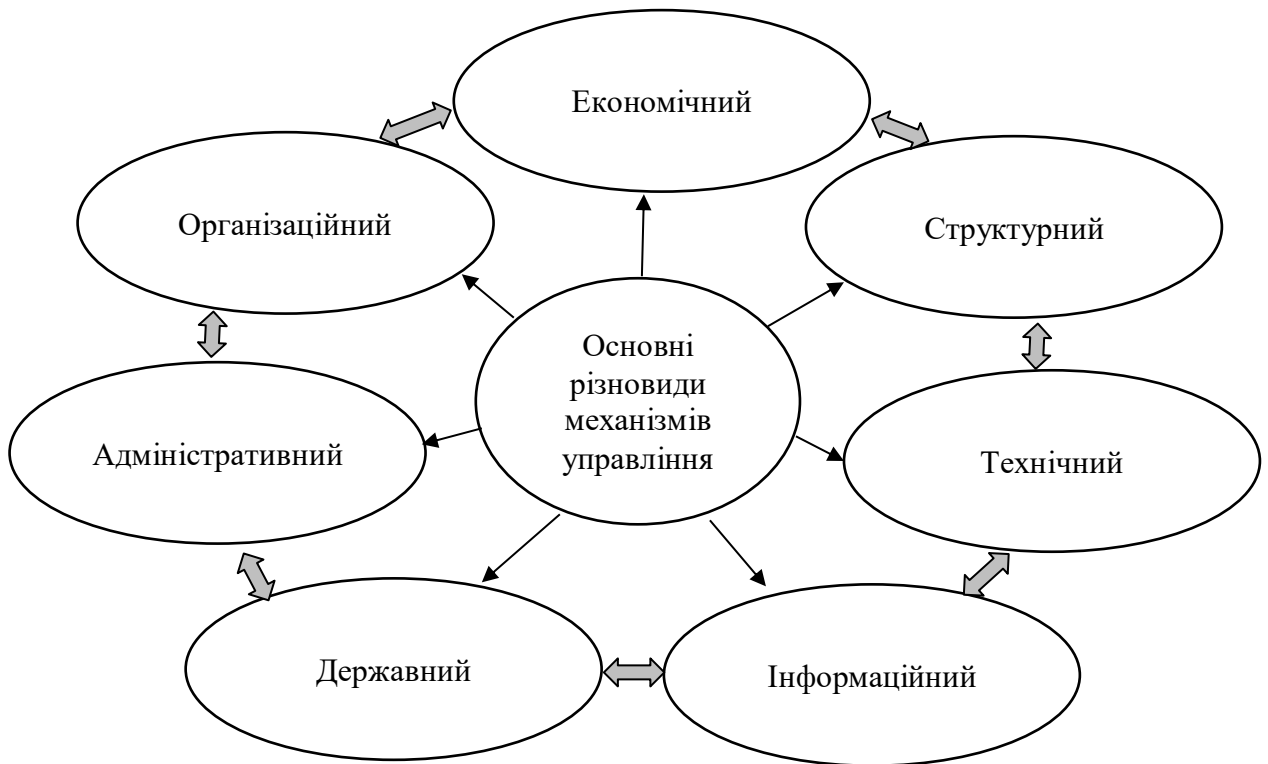 Економічний
Організаційний
Структурний
Основні
різновиди
механізмів
управління
Адміністративний
Технічний
Державний
Інформаційний